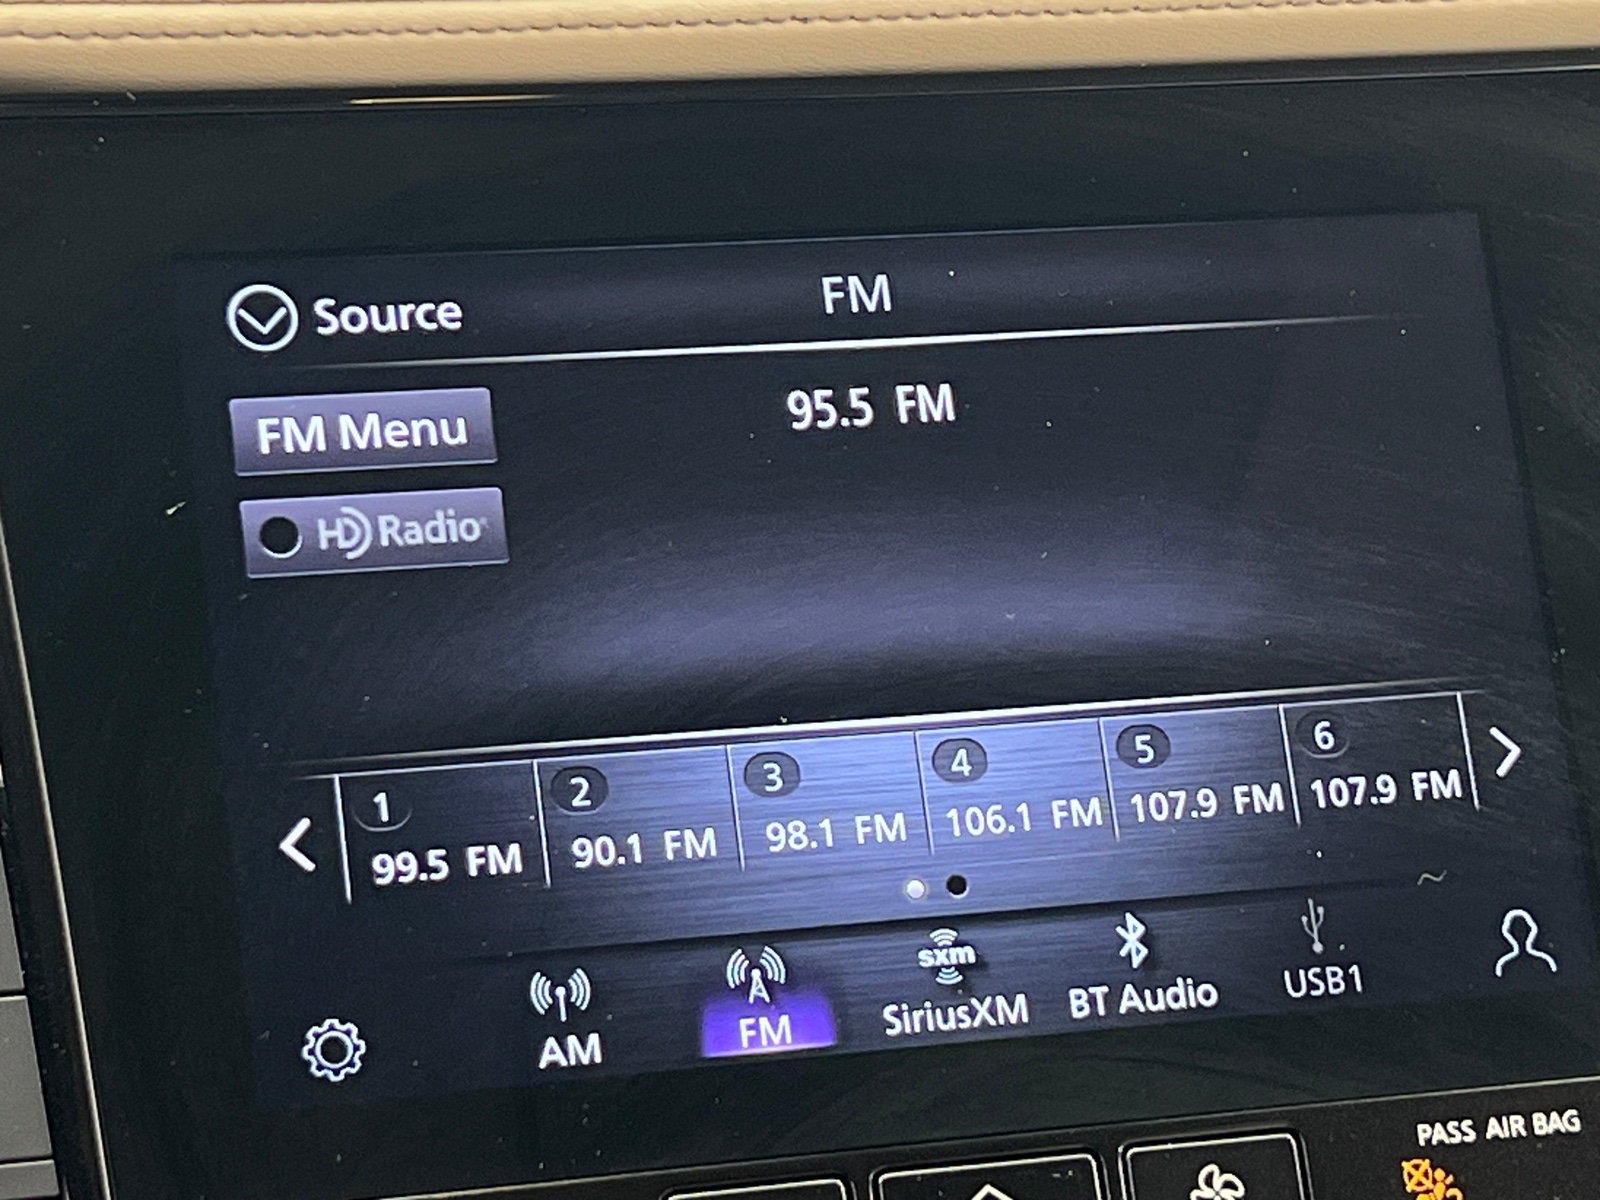 Source
FM
FM Menu
95.5 FM
HD Radio
1
2
3
4
5
6
99.5 FM
90.1 FM
98.1 FM
106.1 FM
107.9 FM
107.9 FM
AM
FM
sxm
SiriusXM
BT Audio
USB1
PASS AIR BAG